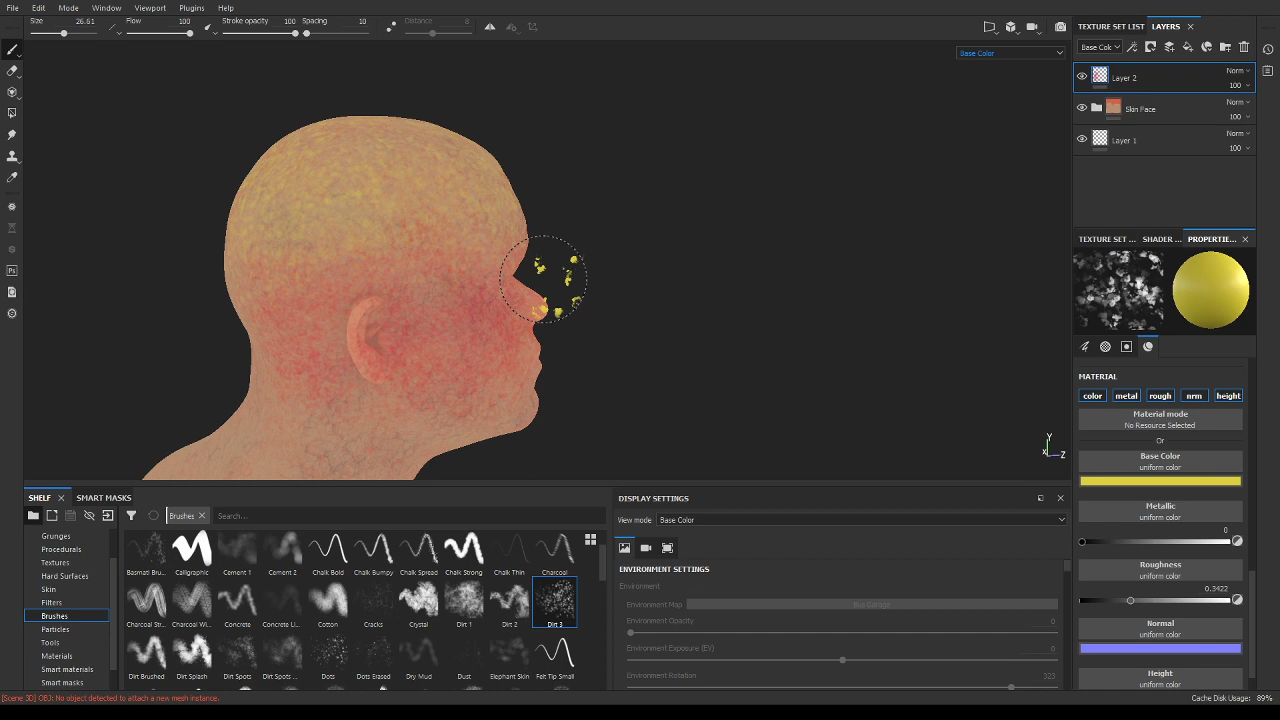 File Edit Mode Window Viewport Plugins Help
Size 26.61 Flow 100 Stroke opacity 100 Spacing 10 Distance 8
Base Color
TEXTURE SET LIST LAYERS
Base Col
Layer 2 Norm 100
Skin Face Norm 100
Layer 1 Norm 100
TEXTURE SET ... SHADER ... PROPERTIE...
MATERIAL
color metal rough nrm height
Material mode
No Resource Selected
Or
Base Color
uniform color
Metallic
uniform color
0
Roughness
uniform color
0.3422
Normal
uniform color
Height
uniform color
Y
X Z
SHELF SMART MASKS
Brushes Search...
Grunges
Procedurals
Textures
Hard Surfaces
Skin
Filters
Brushes
Particles
Tools
Materials
Smart materials
Smart masks
Basmati Bru... Calligraphic Cement 1 Cement 2 Chalk Bold Chalk Bumpy Chalk Spread Chalk Strong Chalk Thin Charcoal
Charcoal Str... Charcoal Wi... Concrete Concrete Li... Cotton Cracks Crystal Dirt 1 Dirt 2 Dirt 3
Dirt Brushed Dirt Splash Dirt Spots Dirt Spots ... Dots Dots Erased Dry Mud Dust Elephant Skin Felt Tip Small
DISPLAY SETTINGS
View mode Base Color
ENVIRONMENT SETTINGS
Environment
Environment Map
Environment Opacity 0
Environment Exposure (EV) 0
Environment Rotation 323
[Scene 3D] OBJ: No object detected to attach a new mesh instance.
Cache Disk Usage: 89%